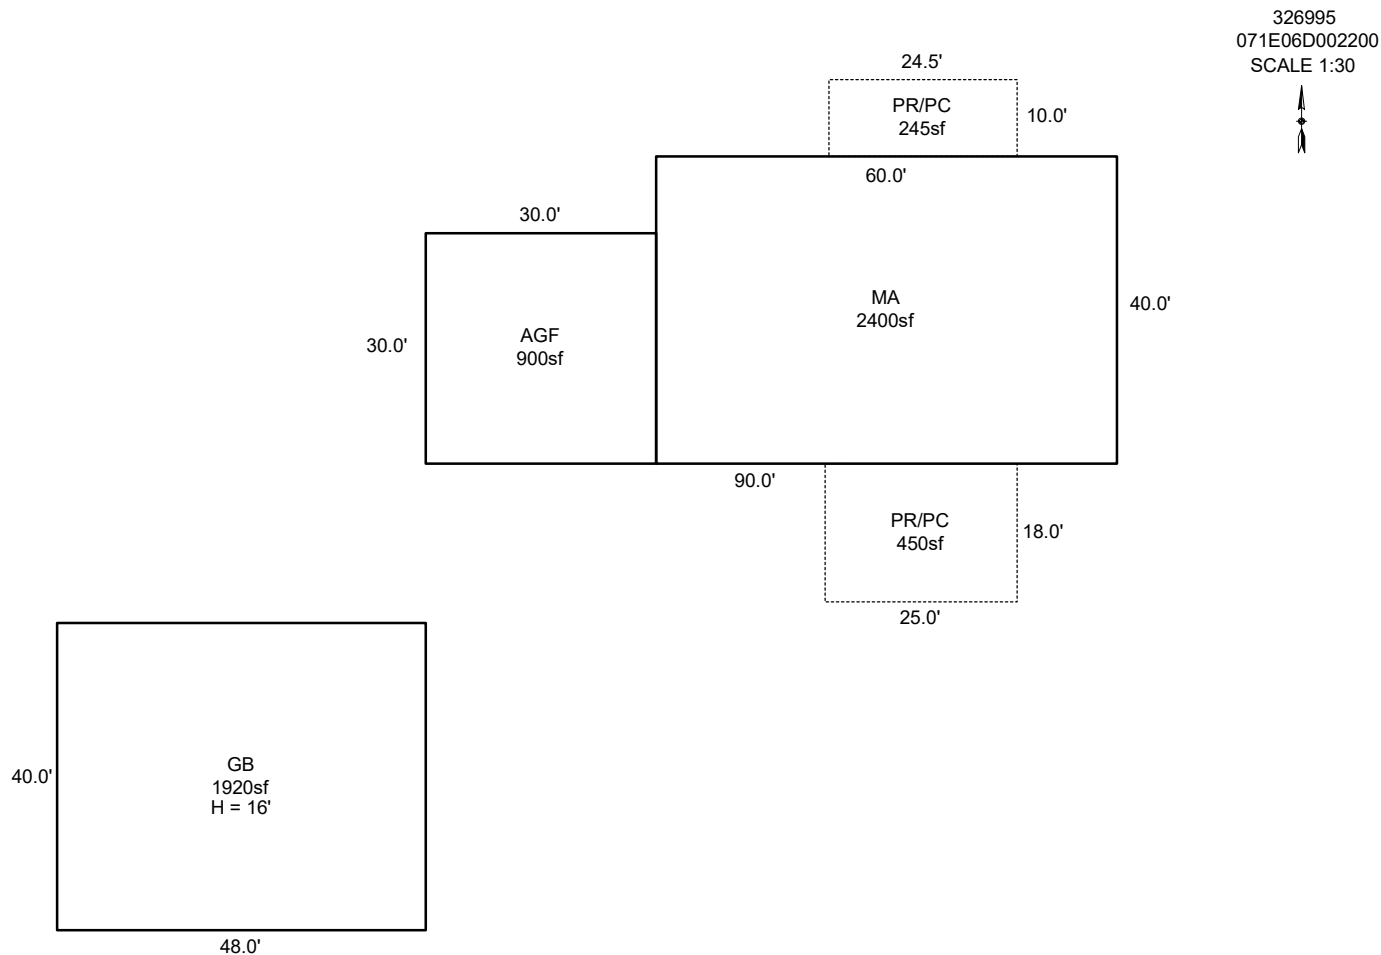 326995
071E06D002200
SCALE 1:30
24.5'
PR/PC
245sf
10.0'
60.0'
30.0'
MA
2400sf
40.0'
AGF
900sf
30.0'
90.0'
PR/PC
450sf
18.0'
25.0'
GB
1920sf
H = 16'
40.0'
48.0'